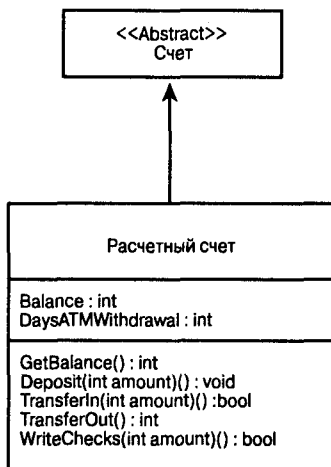 <<Abstract>>
Счет
Расчетный счет
Balance : int
DaysATMWithdrawal : int
GetBalance() : int
Deposit(int amount)() : void
TransferIn(int amount)() :bool
TransferOut() : int
WriteChecks(int amount)() : bool